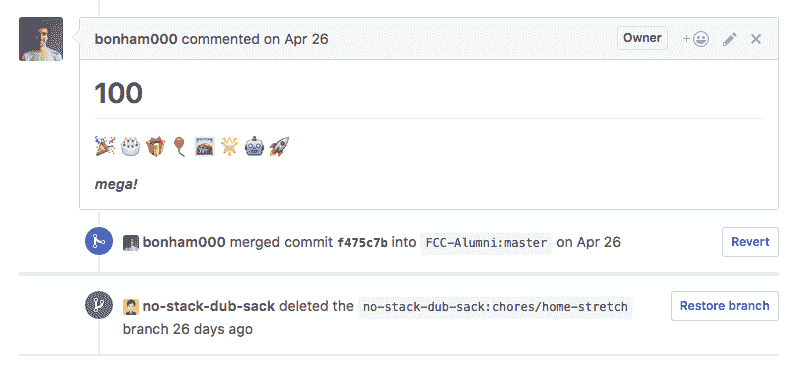 bonham000 commented on Apr 26 Owner
100
mega!
bonham000 merged commit f475c7b into FCC-Alumni:master on Apr 26 Revert
no-stack-dub-sack deleted the no-stack-dub-sack:chores/home-stretch Restore branch
branch 26 days ago